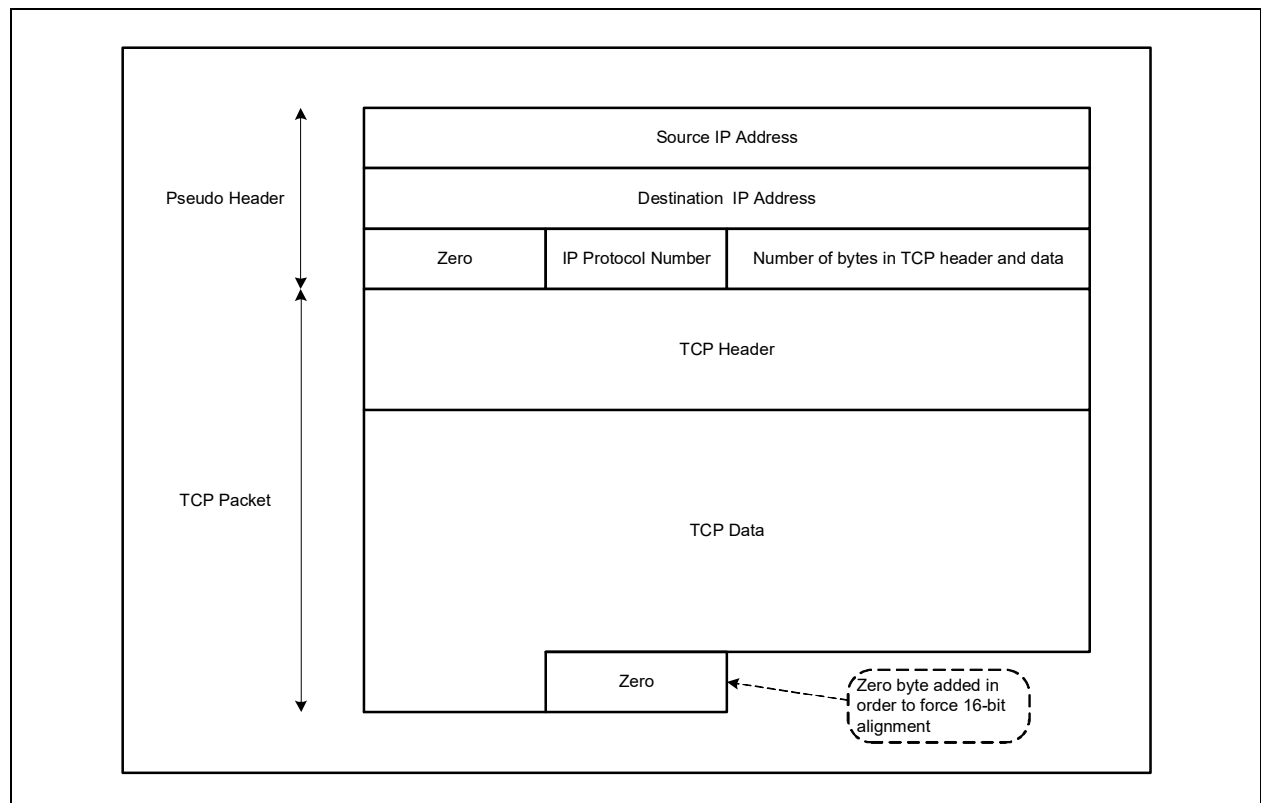 Source IP Address
Pseudo Header
Destination IP Address
Zero
IP Protocol Number
Number of bytes in TCP header and data
TCP Header
TCP Packet
TCP Data
Zero
Zero byte added in
order to force 16-bit
alignment